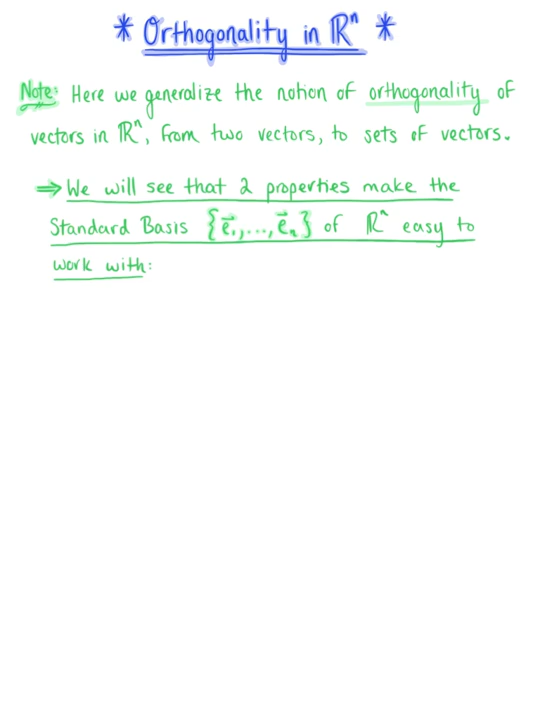 * Orthogonality in ℝⁿ *
Note: Here we generalize the notion of orthogonality of
vectors in ℝⁿ, from two vectors, to sets of vectors.
⇒ We will see that 2 properties make the
Standard Basis {e⃗₁,...,e⃗ₙ} of ℝⁿ easy to
work with: